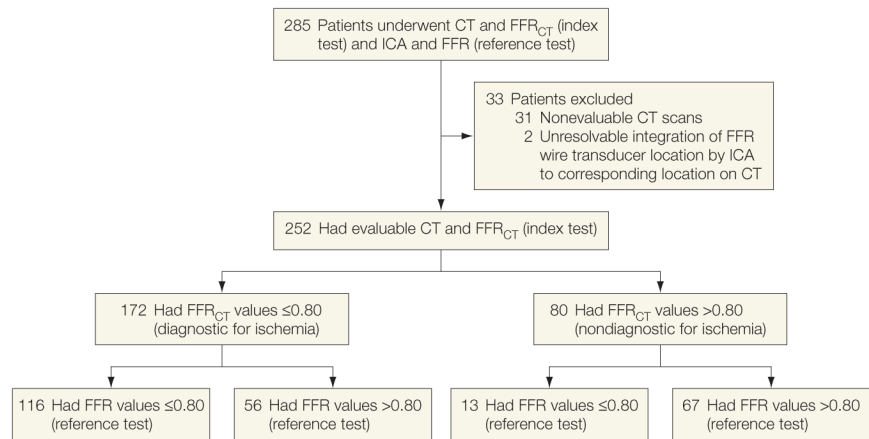 285 Patients underwent CT and FFRCT (index
test) and ICA and FFR (reference test)
33 Patients excluded
31 Nonevaluable CT scans
2 Unresolvable integration of FFR
wire transducer location by ICA
to corresponding location on CT
252 Had evaluable CT and FFRCT (index test)
172 Had FFRCT values ≤0.80
(diagnostic for ischemia)
80 Had FFRCT values >0.80
(nondiagnostic for ischemia)
116 Had FFR values ≤0.80
(reference test)
56 Had FFR values >0.80
(reference test)
13 Had FFR values ≤0.80
(reference test)
67 Had FFR values >0.80
(reference test)